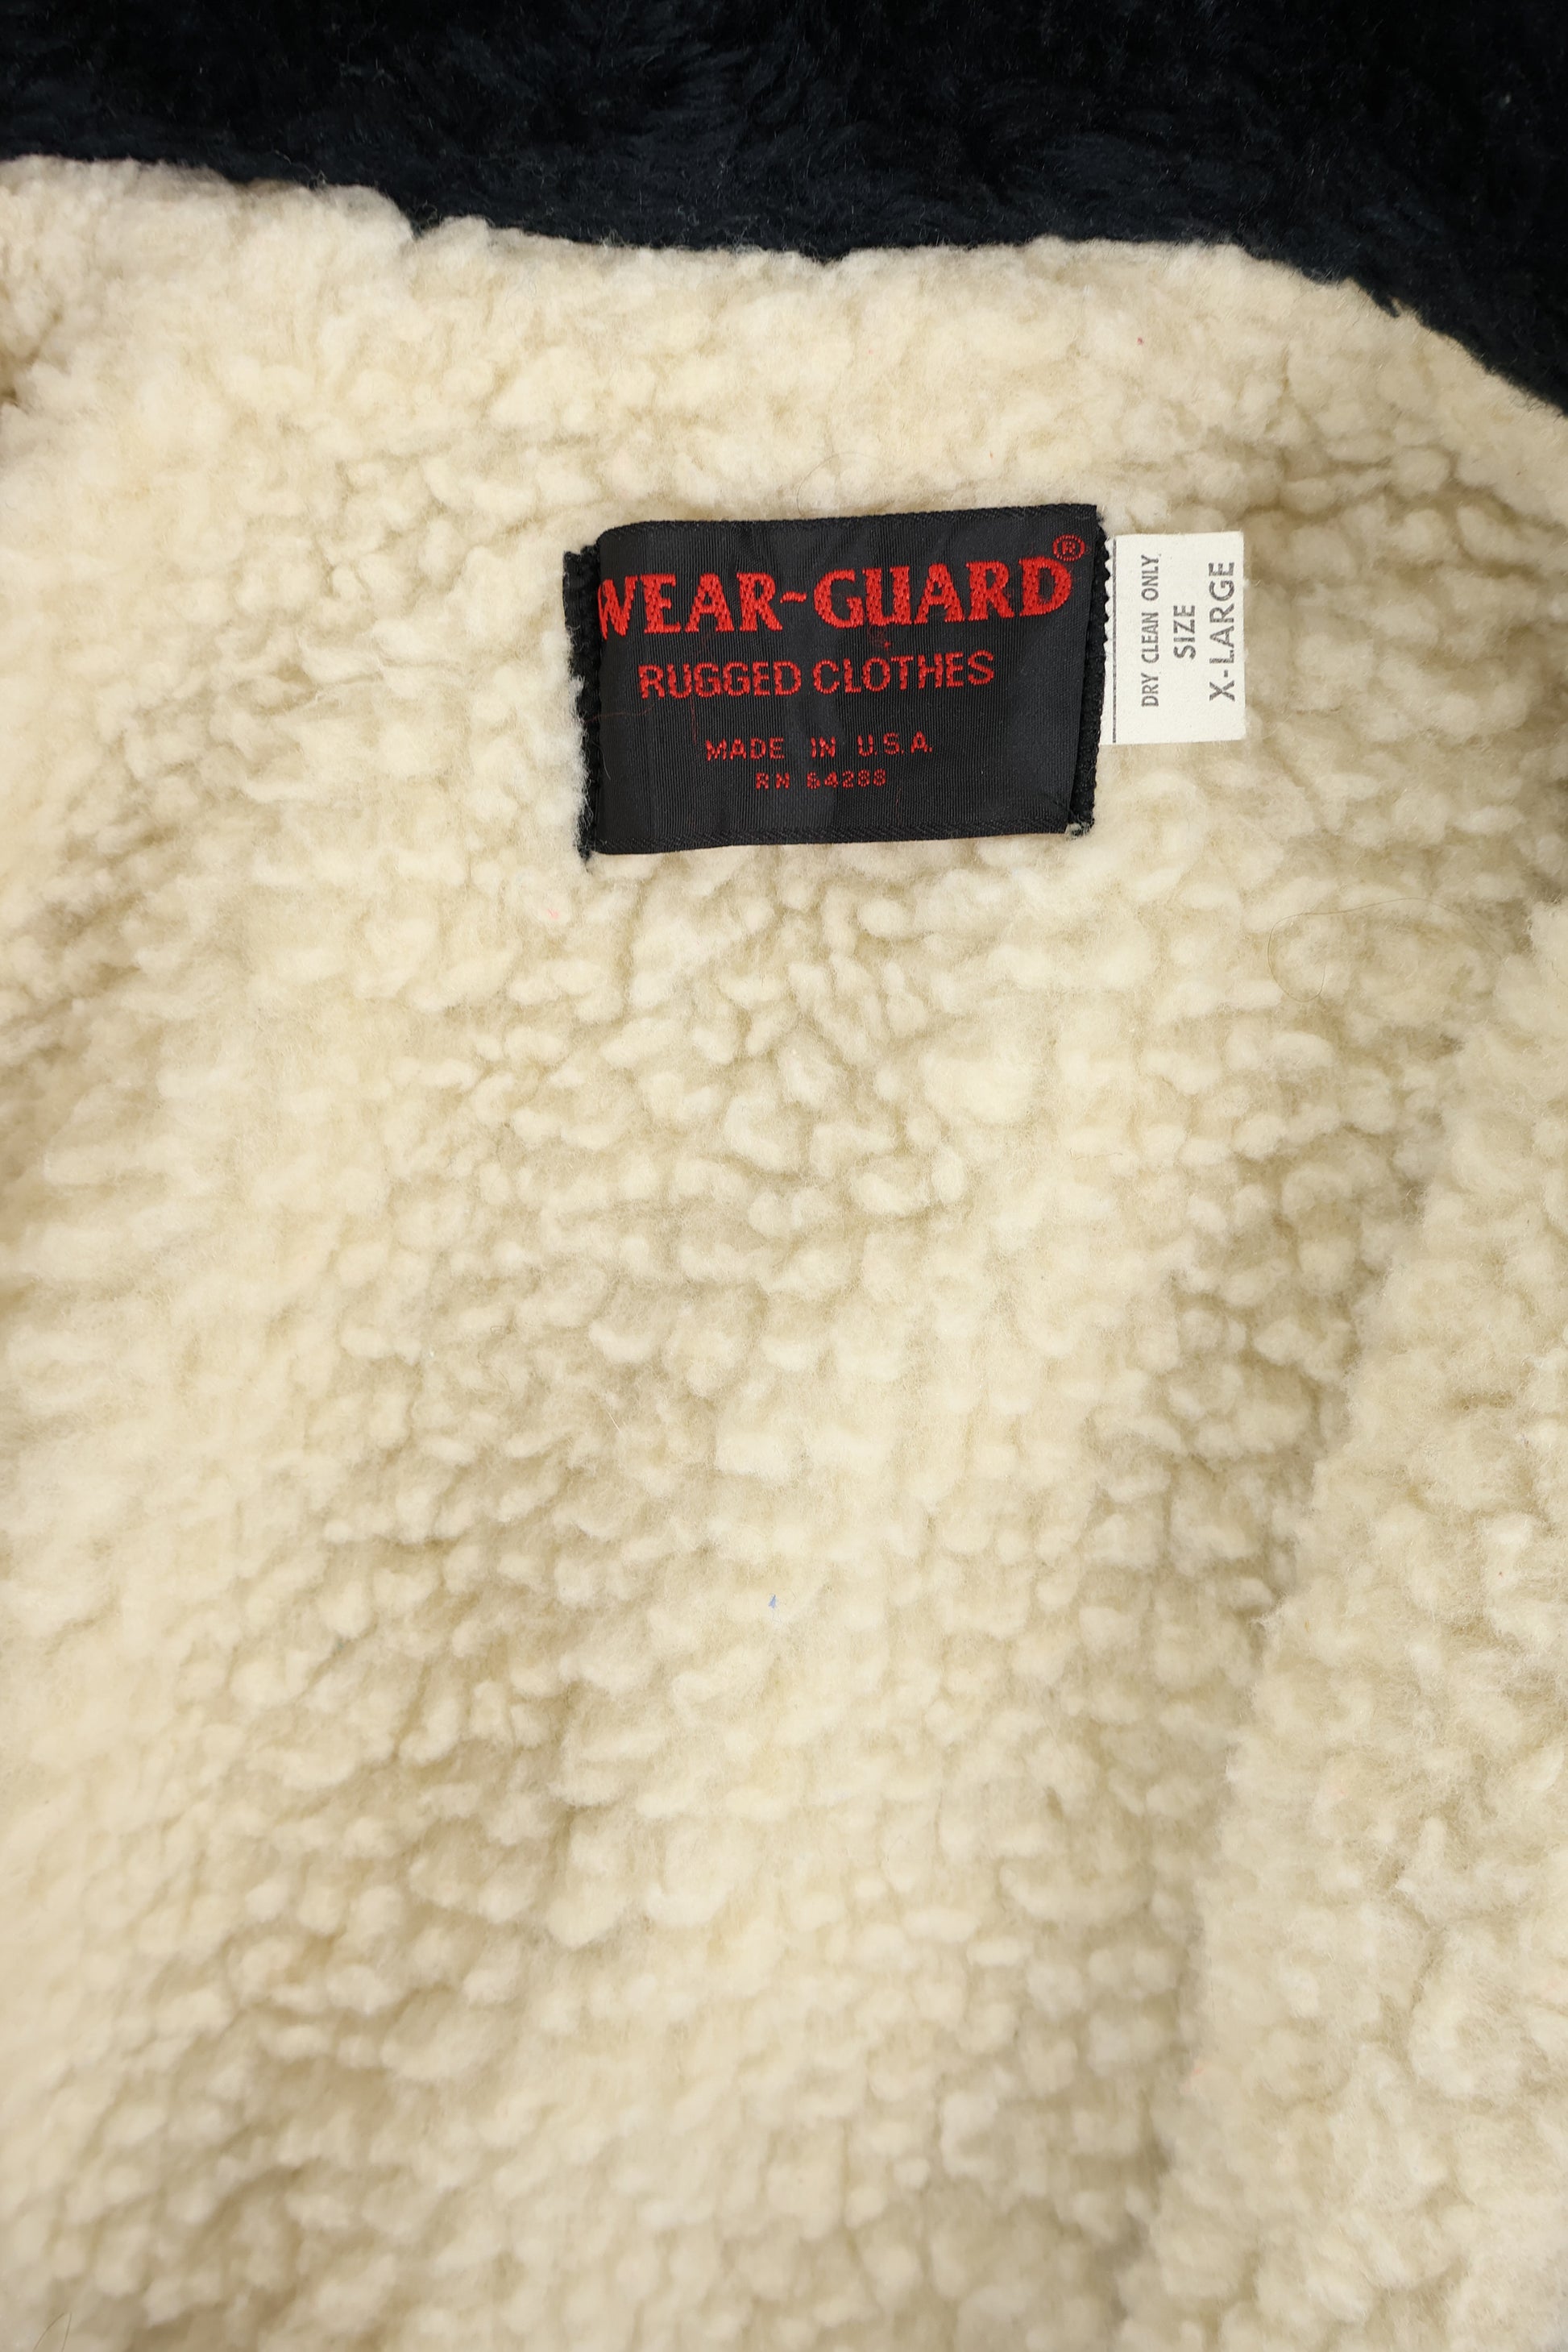 WEAR-GUARD®
RUGGED CLOTHES
MADE IN U.S.A.
RN 64288
DRY CLEAN ONLY
SIZE
X-LARGE